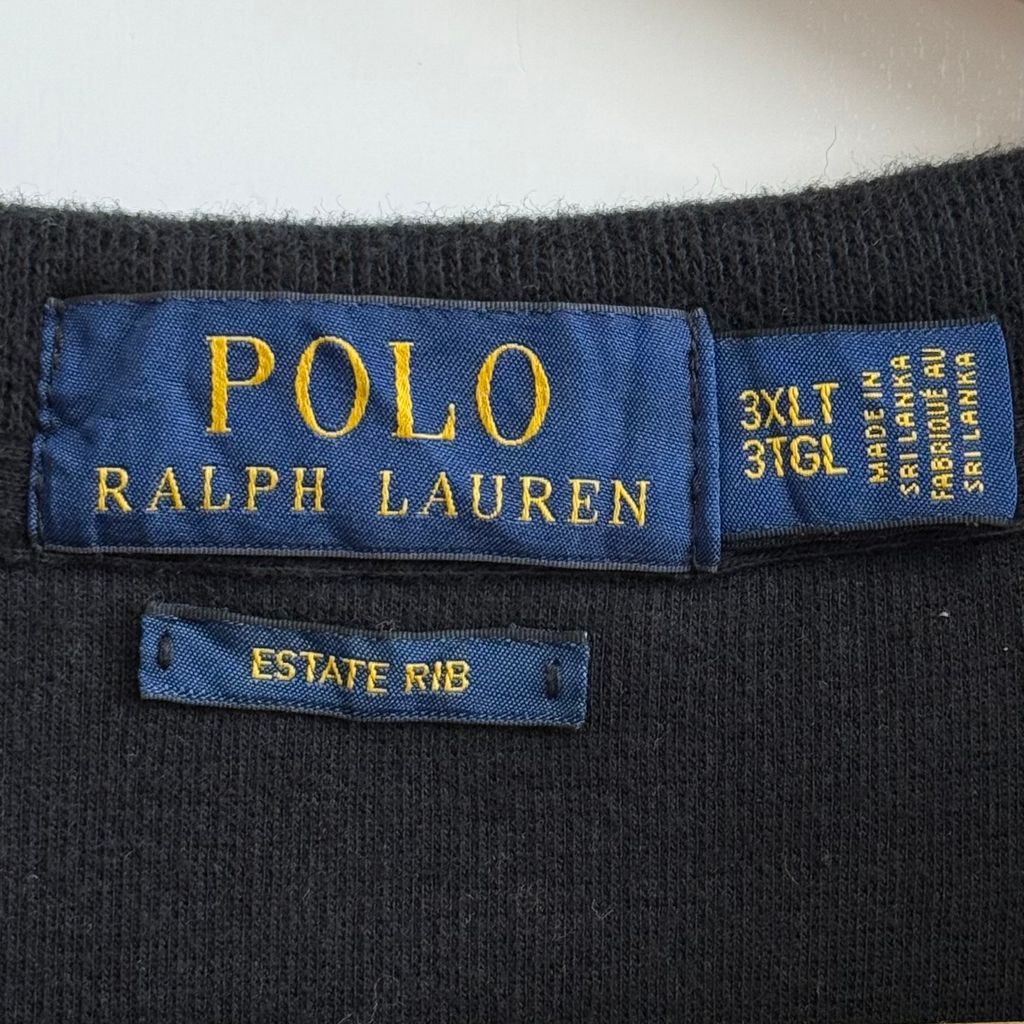 POLO
RALPH LAUREN
3XLT
3TGL
MADE IN
SRI LANKA
FABRIQUÉ AU
SRI LANKA
ESTATE RIB